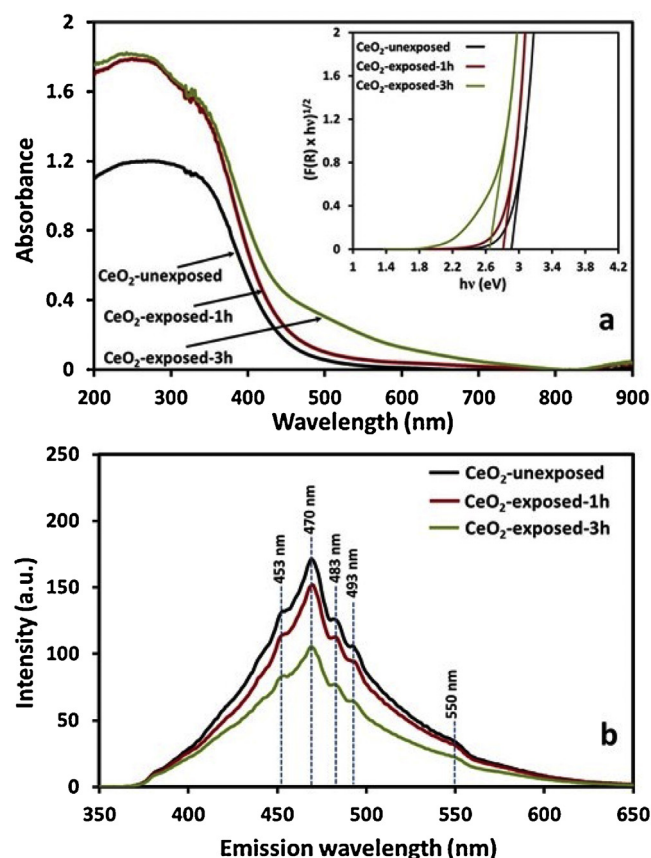 2
1.6
1.2
0.8
0.4
0
Absorbance
200 300 400 500 600 700 800 900
Wavelength (nm)
CeO₂-unexposed
CeO₂-exposed-1h
CeO₂-exposed-3h
a
CeO₂-unexposed
CeO₂-exposed-1h
CeO₂-exposed-3h
2
1.6
1.2
0.8
0.4
0
(F(R) x hν)^1/2
1 1.4 1.8 2.2 2.6 3 3.4 3.8 4.2
hν (eV)
250
200
150
100
50
0
Intensity (a.u.)
CeO₂-unexposed
CeO₂-exposed-1h
CeO₂-exposed-3h
453 nm
470 nm
483 nm
493 nm
550 nm
b
350 400 450 500 550 600 650
Emission wavelength (nm)